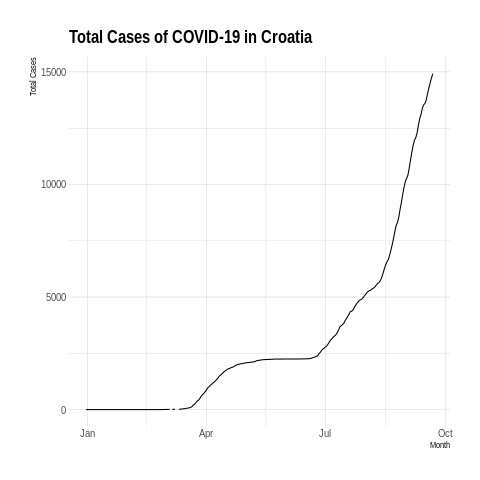 Total Cases of COVID-19 in Croatia
Total Cases
15000
10000
5000
0
Jan Apr Jul Oct
Month